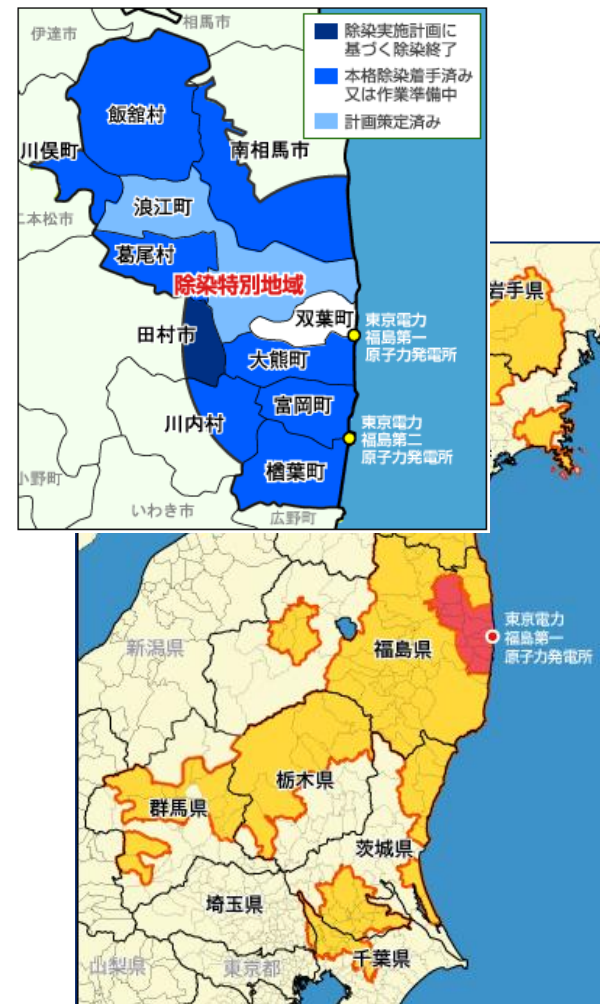 伊達市
相馬市
除染実施計画に
基づく除染終了
本格除染着手済み
又は作業準備中
計画策定済み
飯舘村
川俣町
南相馬市
二本松市
浪江町
葛尾村
除染特別地域
双葉町
田村市
大熊町
東京電力
福島第一
原子力発電所
富岡町
川内村
東京電力
福島第二
原子力発電所
楢葉町
小野町
いわき市
広野町
岩手県
新潟県
福島県
東京電力
福島第一
原子力発電所
栃木県
群馬県
茨城県
埼玉県
千葉県
山梨県
東京都